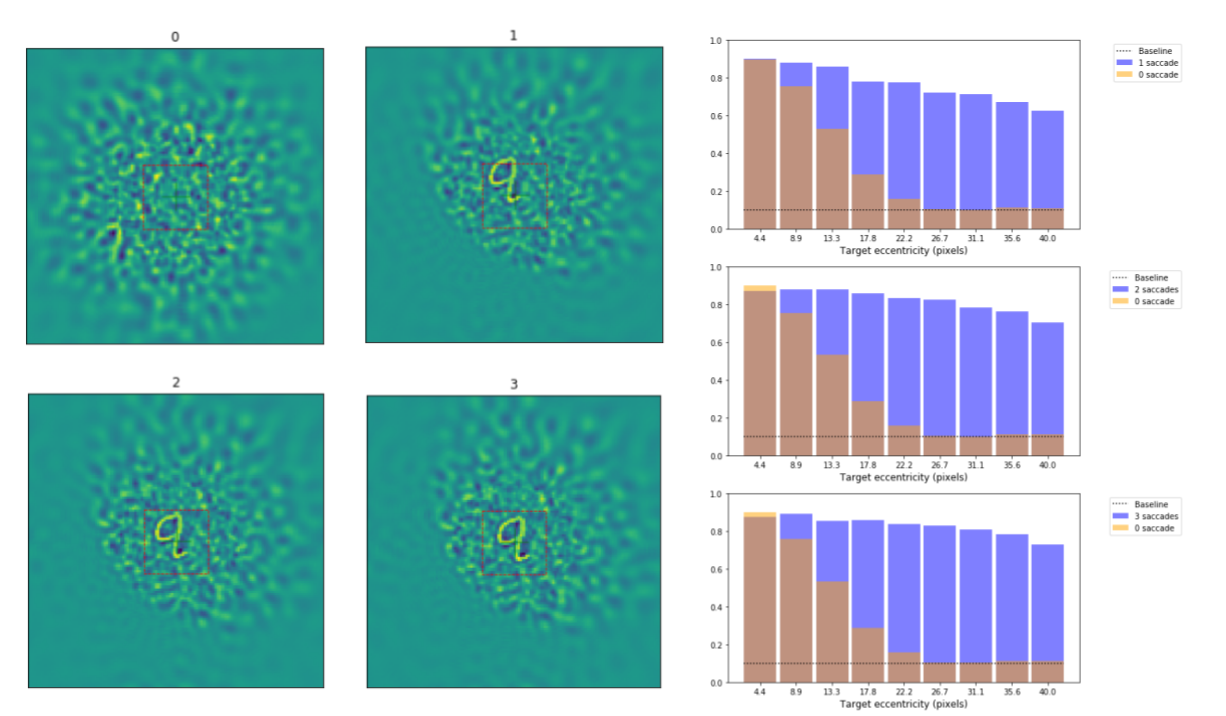 0
1
2
3
9
9
9
1.0
0.8
0.6
0.4
0.2
0.0
4.4 8.9 13.3 17.8 22.2 26.7 31.1 35.6 40.0
Target eccentricity (pixels)
Baseline
1 saccade
0 saccade
1.0
0.8
0.6
0.4
0.2
0.0
4.4 8.9 13.3 17.8 22.2 26.7 31.1 35.6 40.0
Target eccentricity (pixels)
Baseline
2 saccades
0 saccade
1.0
0.8
0.6
0.4
0.2
0.0
4.4 8.9 13.3 17.8 22.2 26.7 31.1 35.6 40.0
Target eccentricity (pixels)
Baseline
3 saccades
0 saccade